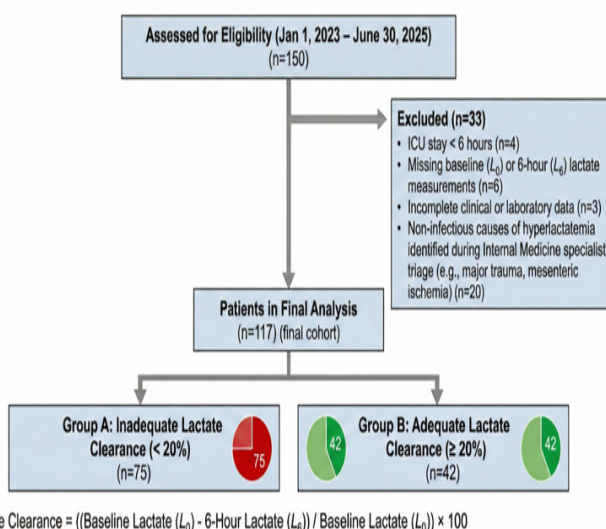 Assessed for Eligibility (Jan 1, 2023 – June 30, 2025)
(n=150)
Excluded (n=33)
• ICU stay < 6 hours (n=4)
• Missing baseline (L₀) or 6-hour (L₆) lactate
measurements (n=6)
• Incomplete clinical or laboratory data (n=3)
• Non-infectious causes of hyperlactatemia
identified during Internal Medicine specialist
triage (e.g., major trauma, mesenteric
ischemia) (n=20)
Patients in Final Analysis
(n=117) (final cohort)
Group A: Inadequate Lactate
Clearance (< 20%)
(n=75)
75
42
Group B: Adequate Lactate
Clearance (≥ 20%)
(n=42)
42
e Clearance = ((Baseline Lactate (L₀) - 6-Hour Lactate (L₆)) / Baseline Lactate (L₀)) × 100